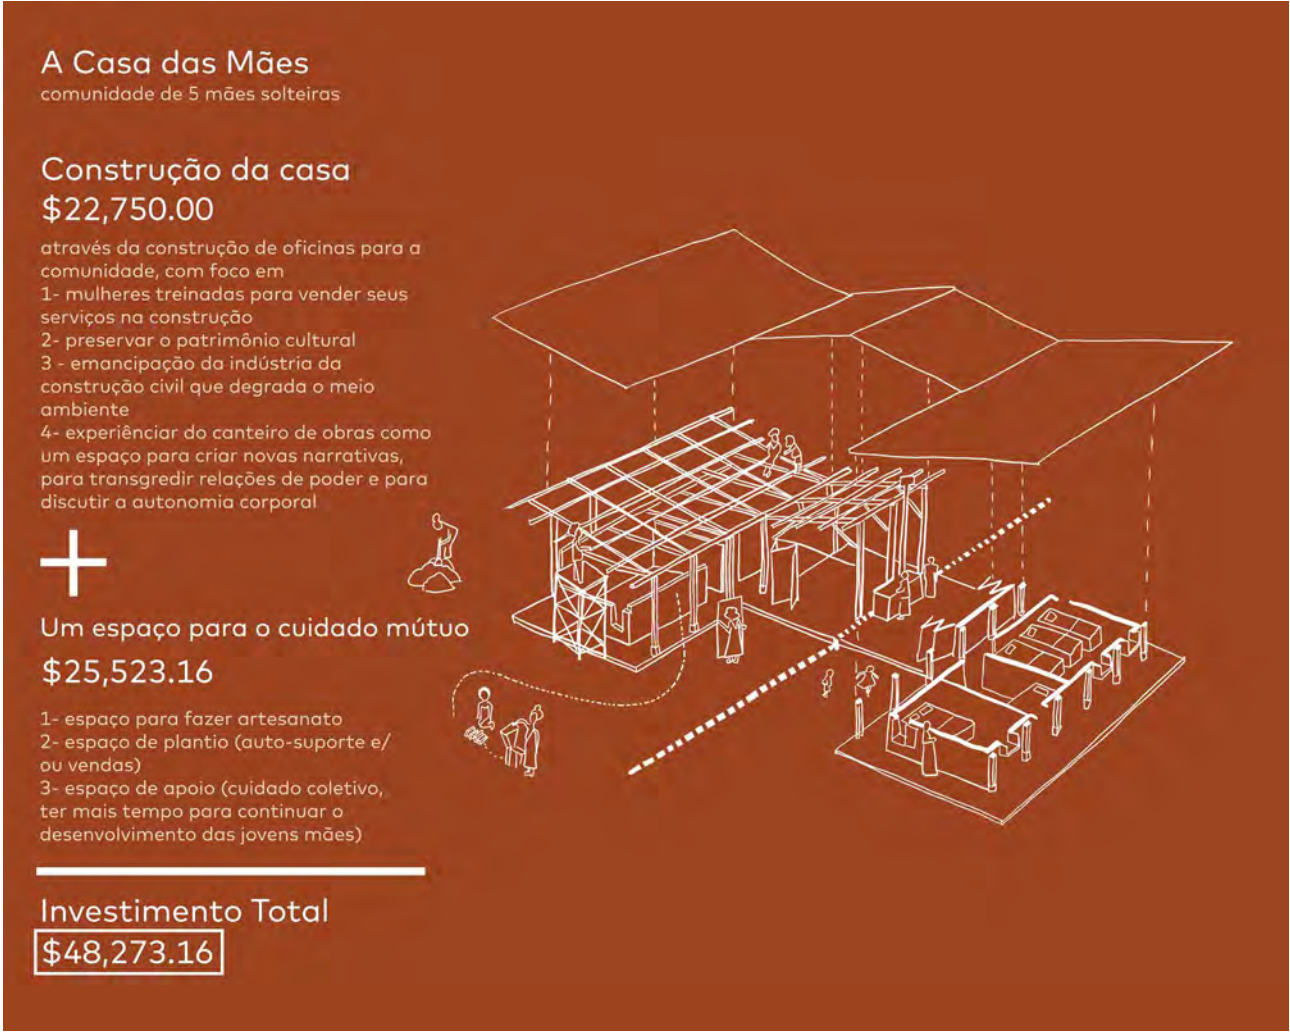 A Casa das Mães
comunidade de 5 mães solteiras
Construção da casa
$22,750.00
através da construção de oficinas para a
comunidade, com foco em
1- mulheres treinadas para vender seus
serviços na construção
2- preservar o patrimônio cultural
3 - emancipação da indústria da
construção civil que degrada o meio
ambiente
4- experiênciar do canteiro de obras como
um espaço para criar novas narrativas,
para transgredir relações de poder e para
discutir a autonomia corporal
+
Um espaço para o cuidado mútuo
$25,523.16
1- espaço para fazer artesanato
2- espaço de plantio (auto-suporte e/
ou vendas)
3- espaço de apoio (cuidado coletivo,
ter mais tempo para continuar o
desenvolvimento das jovens mães)
Investimento Total
$48,273.16